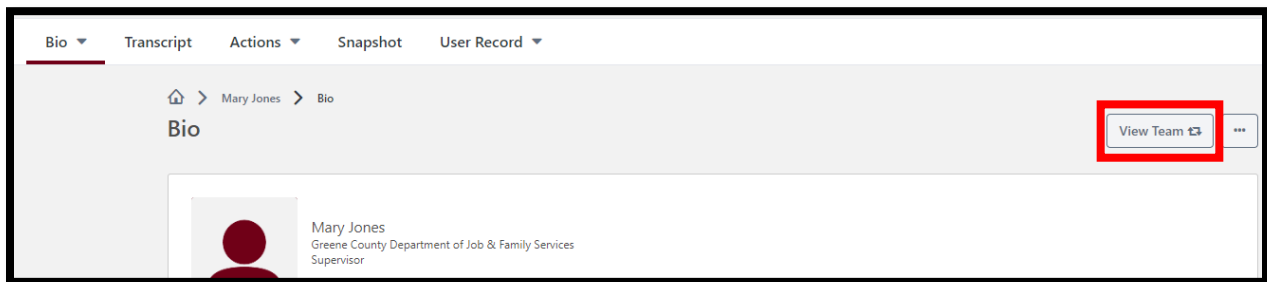 Bio Transcript Actions Snapshot User Record
Mary Jones Bio
Bio
View Team
Mary Jones
Greene County Department of Job & Family Services
Supervisor